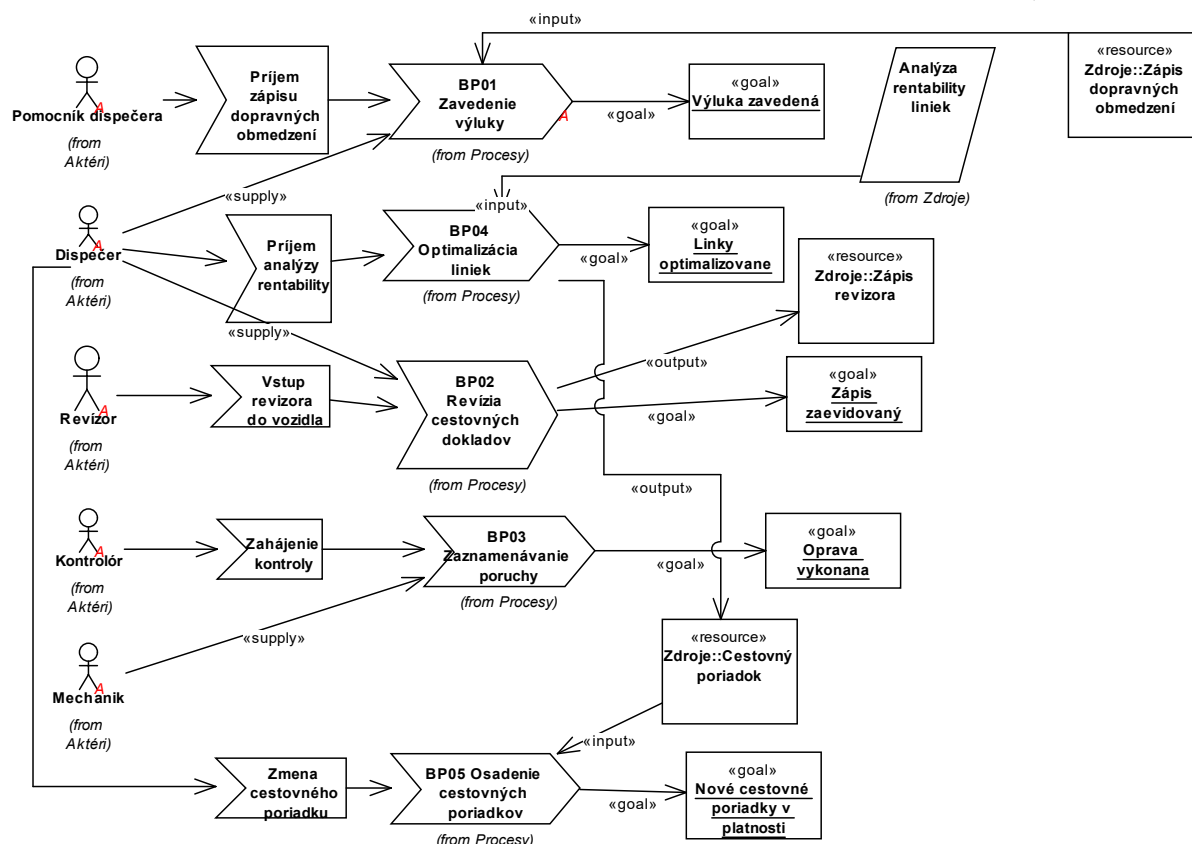 «input»
Pomocník dispečera
(from
Aktéri)
Príjem
zápisu
dopravných
obmedzení
BP01
Zavedenie
výluky
(from Procesy)
«goal»
«goal»
Výluka zavedená
Analýza
rentability
liniek
(from Zdroje)
«resource»
Zdroje::Zápis
dopravných
obmedzení
«supply»
Dispečer
(from
Aktéri)
Príjem
analýzy
rentability
«input»
BP04
Optimalizácia
liniek
(from Procesy)
«goal»
«goal»
Linky
optimalizovane
«resource»
Zdroje::Zápis
revizora
«supply»
Revízor
(from
Aktéri)
Vstup
revizora
do vozidla
BP02
Revízia
cestovných
dokladov
(from Procesy)
«output»
«goal»
«goal»
Zápis
zaevidovaný
«output»
Kontrolór
(from
Aktéri)
Zahájenie
kontroly
BP03
Zaznamenávanie
poruchy
(from Procesy)
«goal»
«goal»
Oprava
vykonana
«supply»
Mechanik
(from
Aktéri)
«resource»
Zdroje::Cestovný
poriadok
«input»
Zmena
cestovného
poriadku
BP05 Osadenie
cestovných
poriadkov
(from Procesy)
«goal»
«goal»
Nové cestovné
poriadky v
platnosti
A
A
A
A
A
A